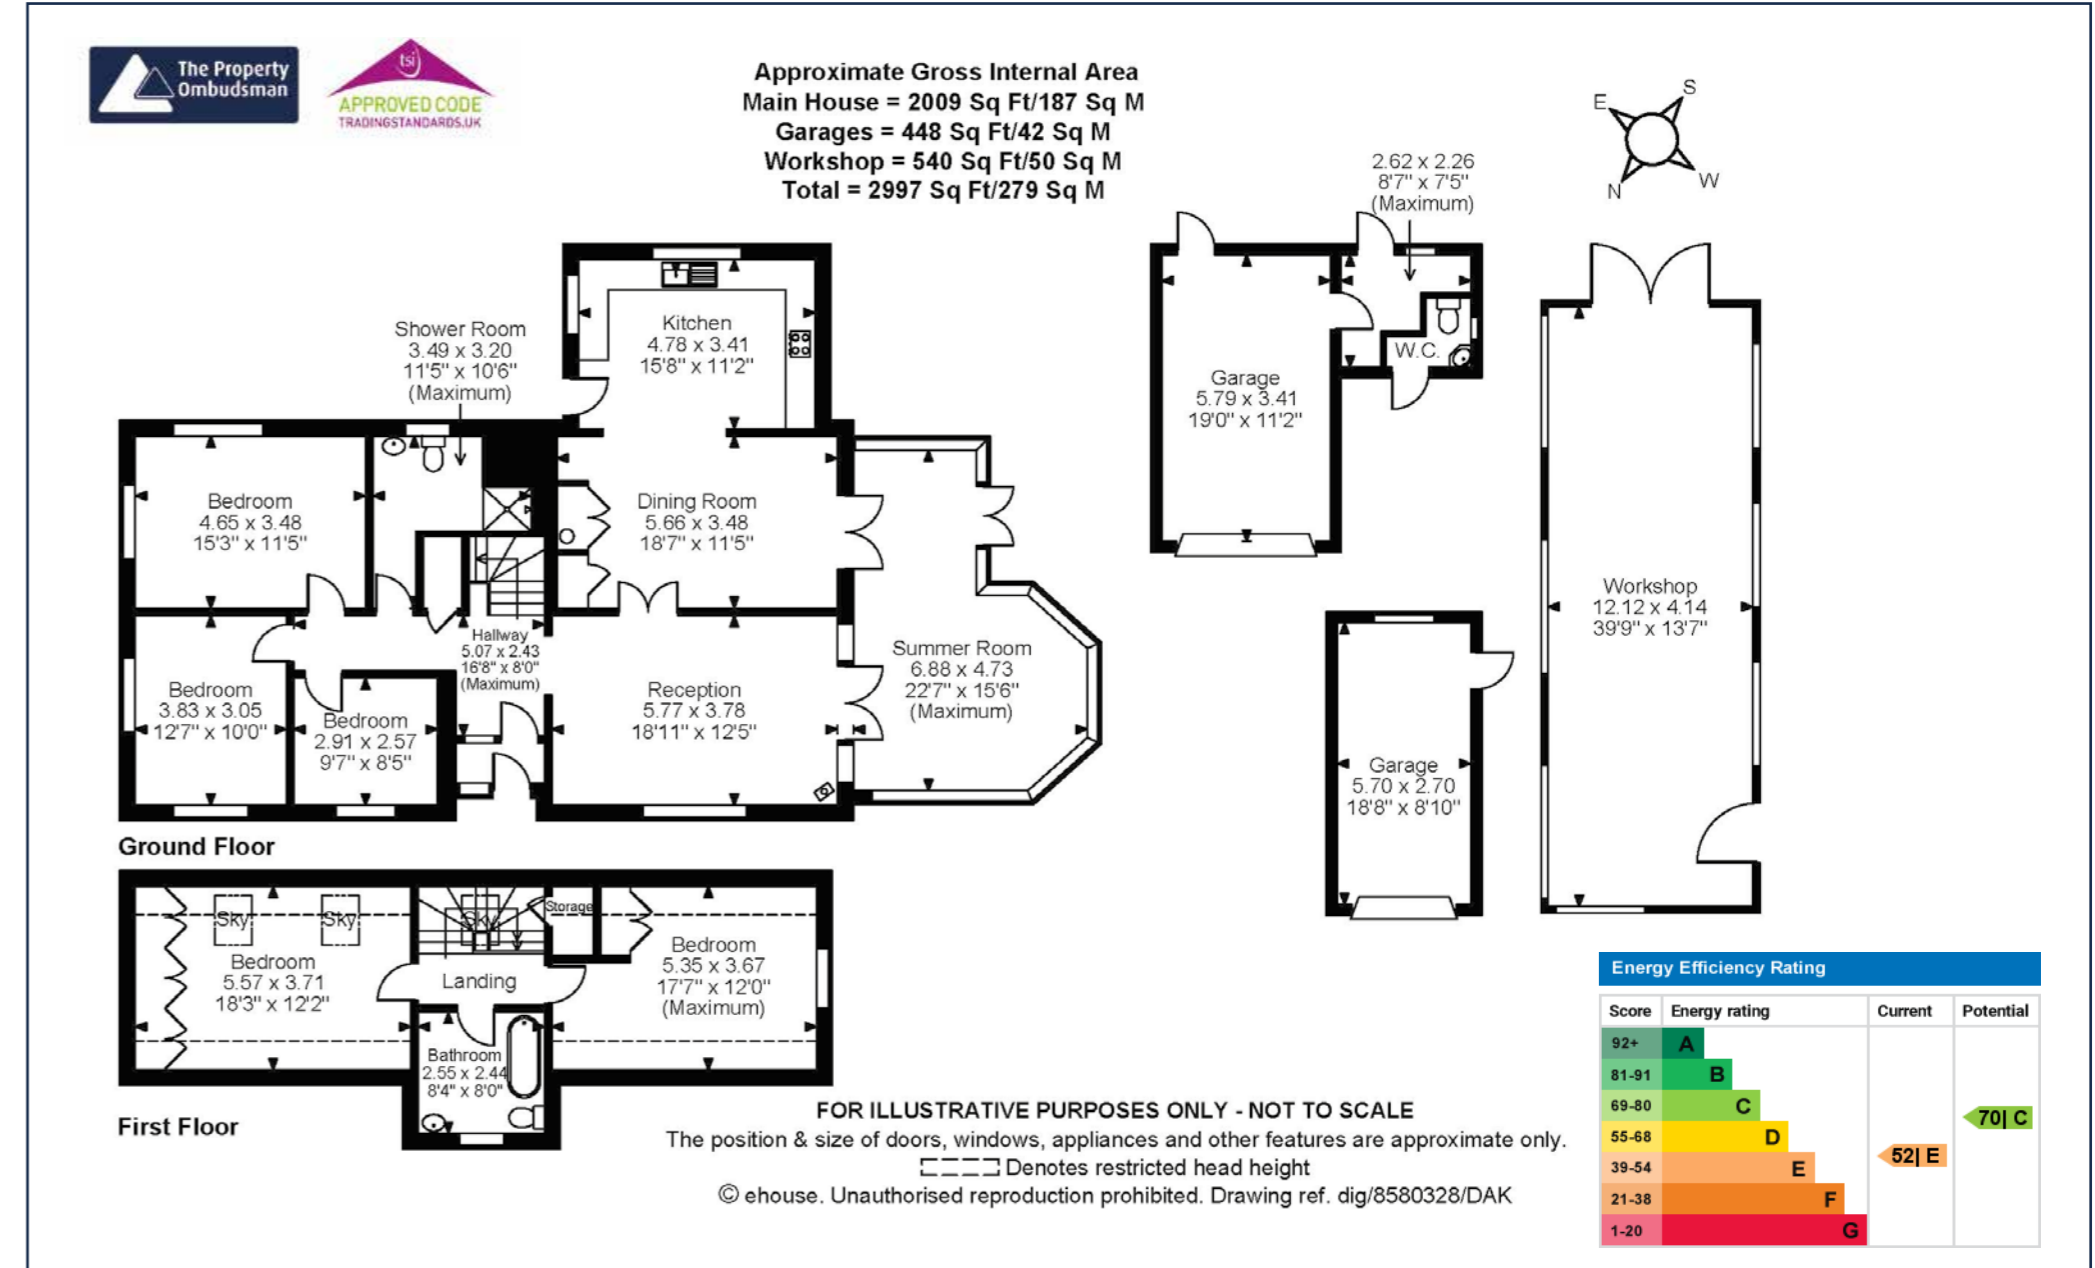 The Property
Ombudsman
tsi
APPROVED CODE
TRADINGSTANDARDS.UK
Approximate Gross Internal Area
Main House = 2009 Sq Ft/187 Sq M
Garages = 448 Sq Ft/42 Sq M
Workshop = 540 Sq Ft/50 Sq M
Total = 2997 Sq Ft/279 Sq M
E
S
N
W
2.62 x 2.26
8'7" x 7'5"
(Maximum)
Shower Room
3.49 x 3.20
11'5" x 10'6"
(Maximum)
Kitchen
4.78 x 3.41
15'8" x 11'2"
W.C.
Garage
5.79 x 3.41
19'0" x 11'2"
Bedroom
4.65 x 3.48
15'3" x 11'5"
Dining Room
5.66 x 3.48
18'7" x 11'5"
Workshop
12.12 x 4.14
39'9" x 13'7"
Hallway
5.07 x 2.43
16'8" x 8'0"
(Maximum)
Summer Room
6.88 x 4.73
22'7" x 15'6"
(Maximum)
Bedroom
3.83 x 3.05
12'7" x 10'0"
Bedroom
2.91 x 2.57
9'7" x 8'5"
Reception
5.77 x 3.78
18'11" x 12'5"
Garage
5.70 x 2.70
18'8" x 8'10"
Ground Floor
Sky
Sky
Sky
Storage
Bedroom
5.57 x 3.71
18'3" x 12'2"
Landing
Bedroom
5.35 x 3.67
17'7" x 12'0"
(Maximum)
Bathroom
2.55 x 2.44
8'4" x 8'0"
First Floor
FOR ILLUSTRATIVE PURPOSES ONLY - NOT TO SCALE
The position & size of doors, windows, appliances and other features are approximate only.
Denotes restricted head height
© ehouse. Unauthorised reproduction prohibited. Drawing ref. dig/8580328/DAK
Energy Efficiency Rating
Score Energy rating Current Potential
92+ A
81-91 B
69-80 C
70| C
55-68 D
39-54 E
52| E
21-38 F
1-20 G